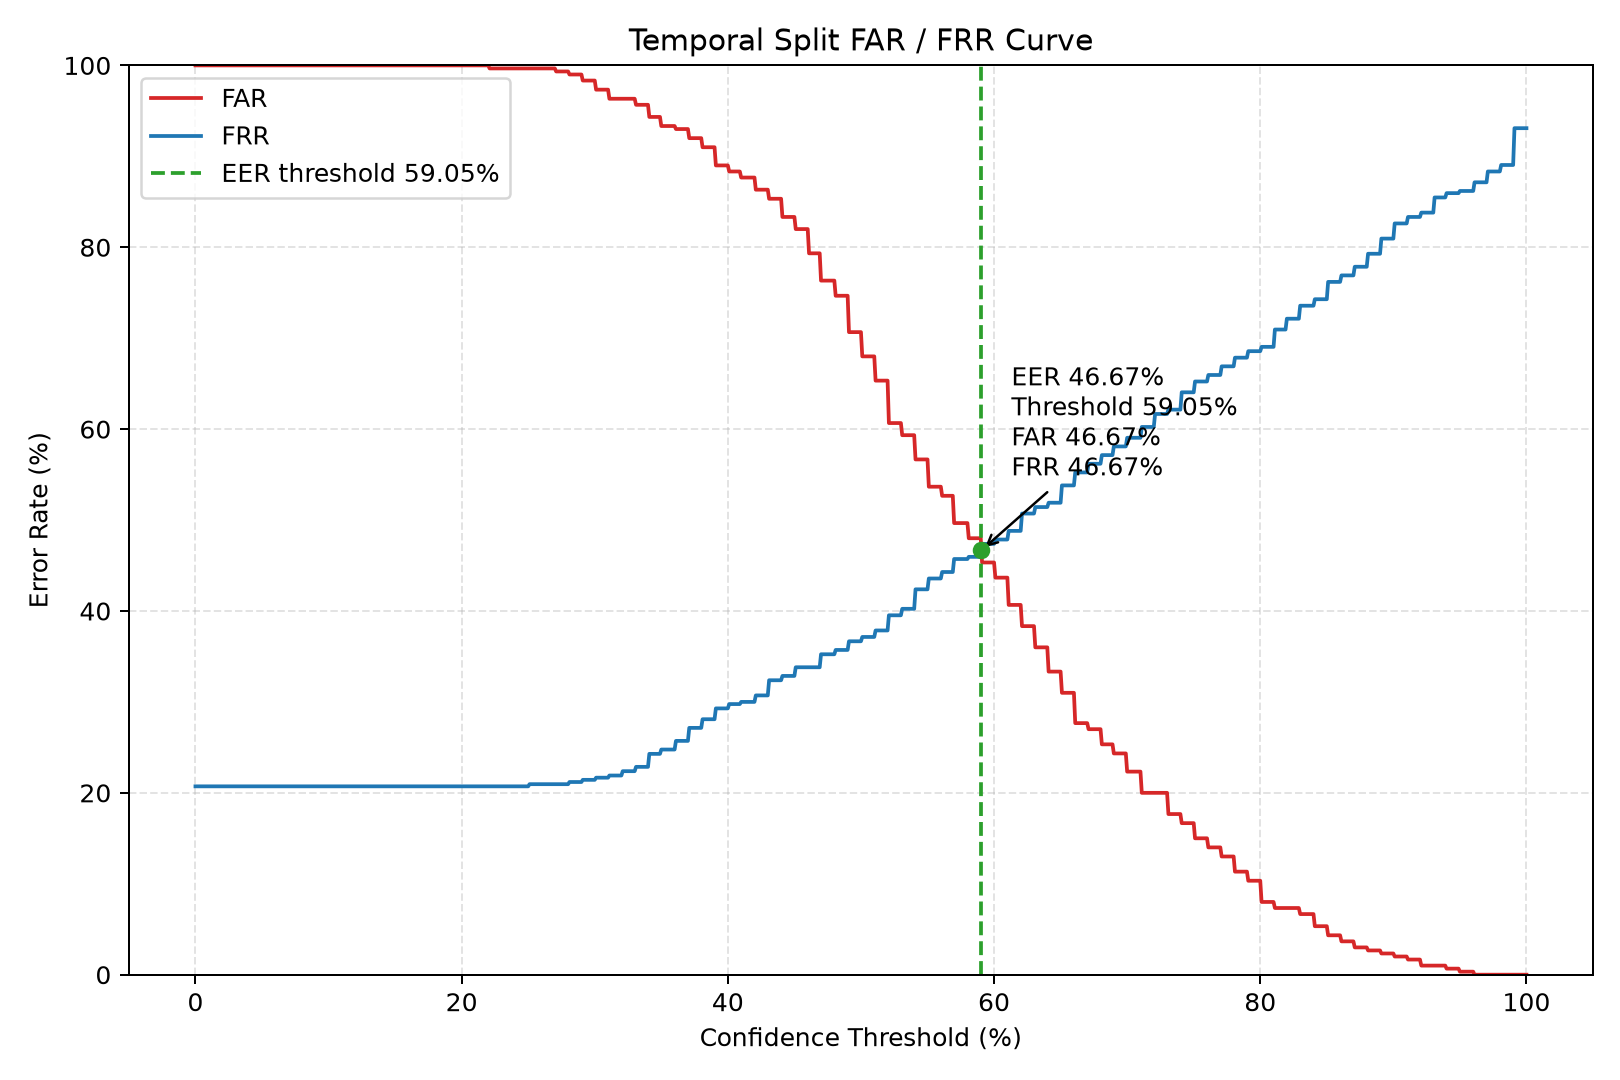 Temporal Split FAR / FRR Curve
FAR
FRR
EER threshold 59.05%
EER 46.67%
Threshold 59.05%
FAR 46.67%
FRR 46.67%
Error Rate (%)
100
80
60
40
20
0
0 20 40 60 80 100
Confidence Threshold (%)